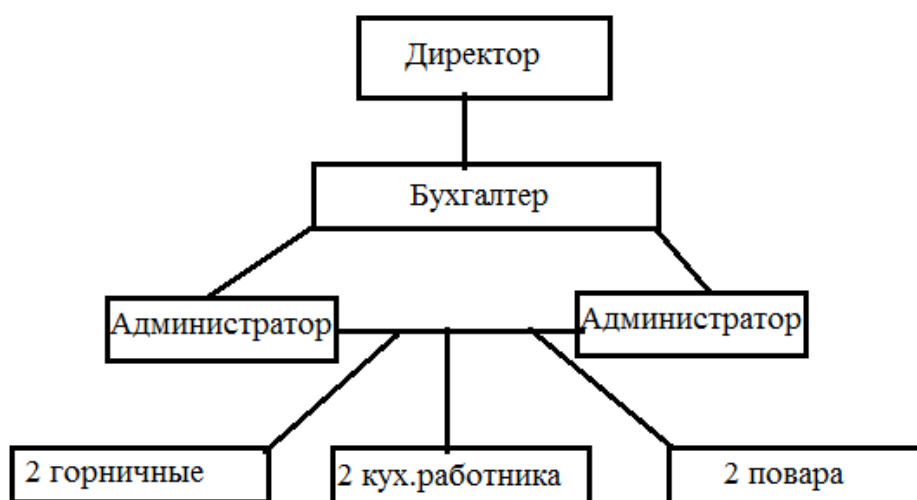 Директор
Бухгалтер
Администратор
Администратор
2 горничные
2 кух.работника
2 повара